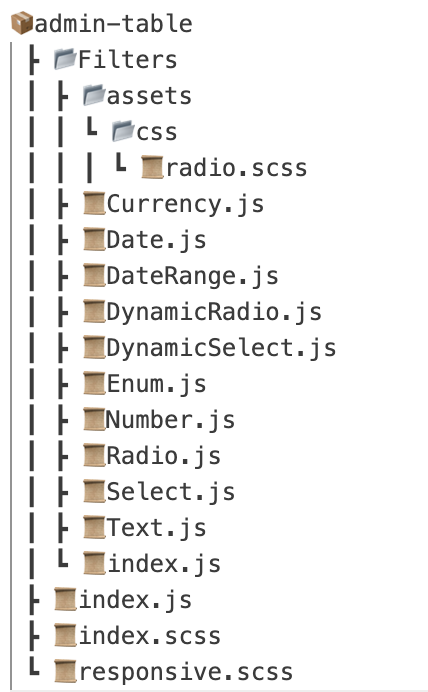 📦admin-table
┣ 📂Filters
┃ ┣ 📂assets
┃ ┃ ┗ 📂css
┃ ┃ ┃ ┗ 📜radio.scss
┃ ┣ 📜Currency.js
┃ ┣ 📜Date.js
┃ ┣ 📜DateRange.js
┃ ┣ 📜DynamicRadio.js
┃ ┣ 📜DynamicSelect.js
┃ ┣ 📜Enum.js
┃ ┣ 📜Number.js
┃ ┣ 📜Radio.js
┃ ┣ 📜Select.js
┃ ┣ 📜Text.js
┃ ┗ 📜index.js
┣ 📜index.js
┣ 📜index.scss
┗ 📜responsive.scss